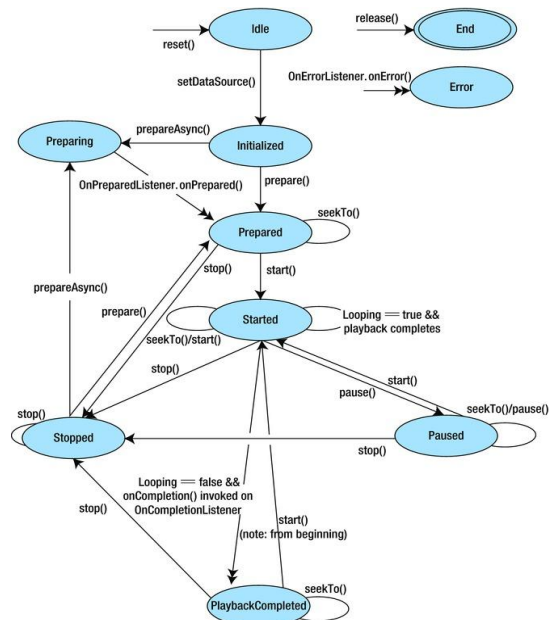 Idle
reset()
release()
End
OnErrorListener.onError()
Error
setDataSource()
Preparing
prepareAsync()
Initialized
OnPreparedListener.onPrepared()
prepare()
seekTo()
Prepared
stop()
start()
prepareAsync()
prepare()
Started
Looping == true &&
playback completes
seekTo()/start()
stop()
start()
pause()
seekTo()/pause()
stop()
Stopped
Paused
stop()
Looping == false &&
onCompletion() invoked on
OnCompletionListener
stop()
start()
(note: from beginning)
seekTo()
PlaybackCompleted